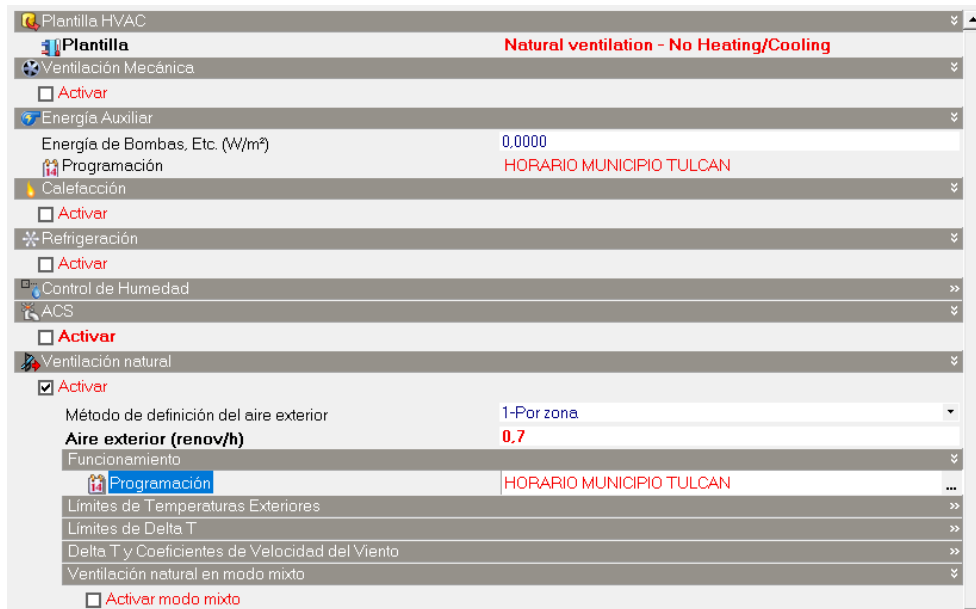 Plantilla HVAC
Plantilla Natural ventilation - No Heating/Cooling
Ventilación Mecánica
Activar
Energía Auxiliar
Energía de Bombas, Etc. (W/m²) 0,0000
14 Programación HORARIO MUNICIPIO TULCAN
Calefacción
Activar
Refrigeración
Activar
Control de Humedad
ACS
Activar
Ventilación natural
Activar
Método de definición del aire exterior 1-Por zona
Aire exterior (renov/h) 0,7
Funcionamiento
14 Programación HORARIO MUNICIPIO TULCAN ...
Límites de Temperaturas Exteriores
Límites de Delta T
Delta T y Coeficientes de Velocidad del Viento
Ventilación natural en modo mixto
Activar modo mixto